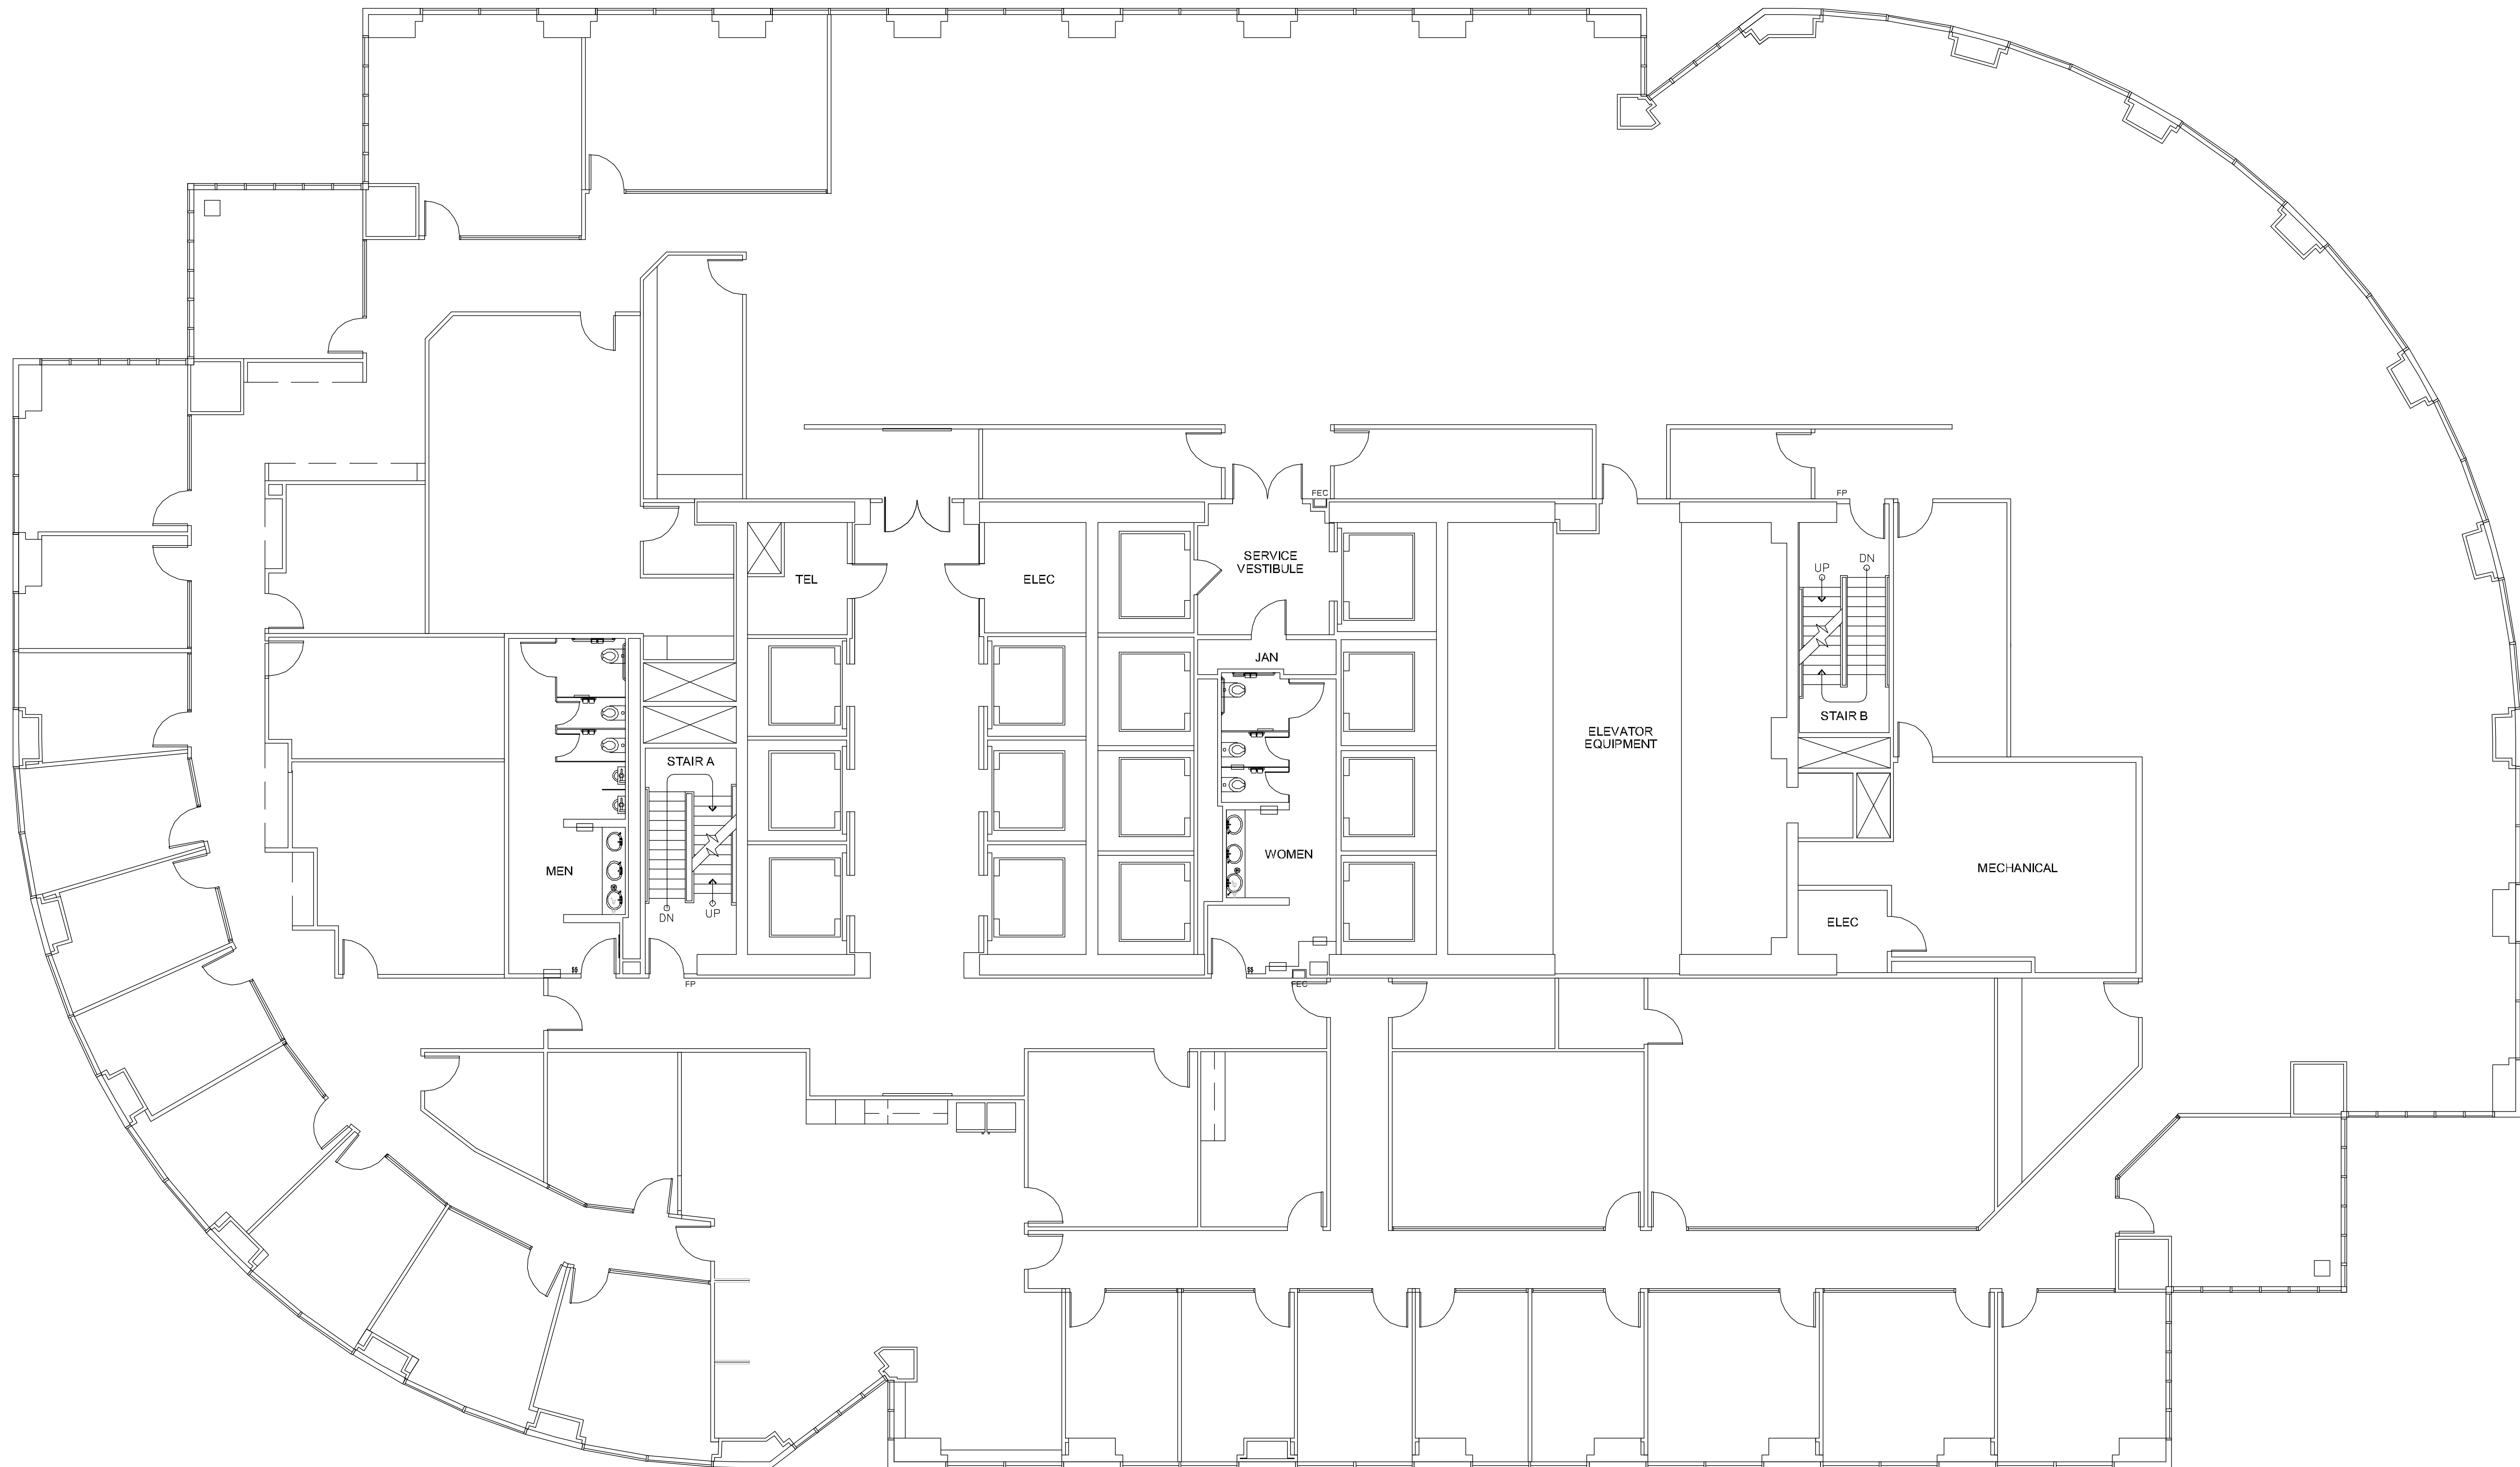 FEC
FP
SERVICE
VESTIBULE
TEL
ELEC
UP
DN
JAN
STAIR B
ELEVATOR
EQUIPMENT
STAIR A
WOMEN
MECHANICAL
MEN
DN
UP
ELEC
$$
$$
FP
FEC